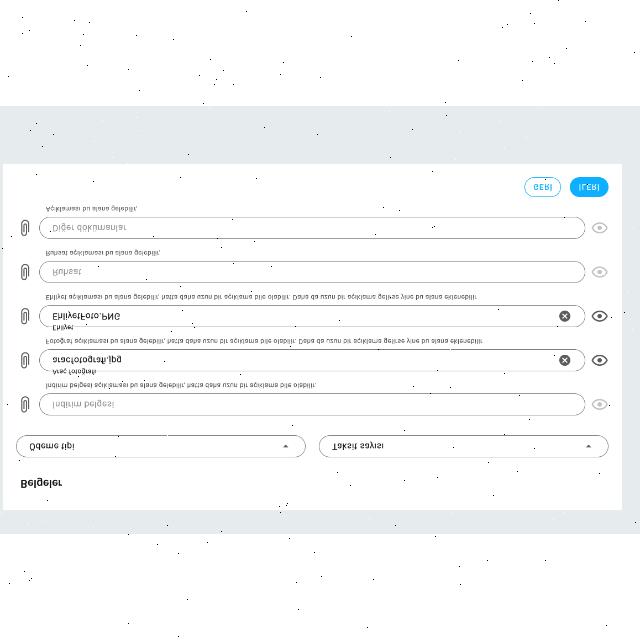 Belgeler
Ödeme tipi
Taksit sayısı
İndirim belgesi
İndirim belgesi açıklaması bu alana gelebilir, hatta daha uzun bir açıklama bile olabilir.
Araç fotoğrafı
aracfotografi.jpg
Fotoğraf açıklaması bu alana gelebilir, hatta daha uzun bir açıklama bile olabilir. Daha da uzun bir açıklama gelirse yine bu alana eklenebilir.
Ehliyet
EhliyetFoto.PNG
Ehliyet açıklaması bu alana gelebilir, hatta daha uzun bir açıklama bile olabilir. Daha da uzun bir açıklama gelirse yine bu alana eklenebilir.
Ruhsat
Ruhsat açıklaması bu alana gelebilir.
Diğer dökümanlar
Açıklaması bu alana gelebilir.
GERİ
İLERİ